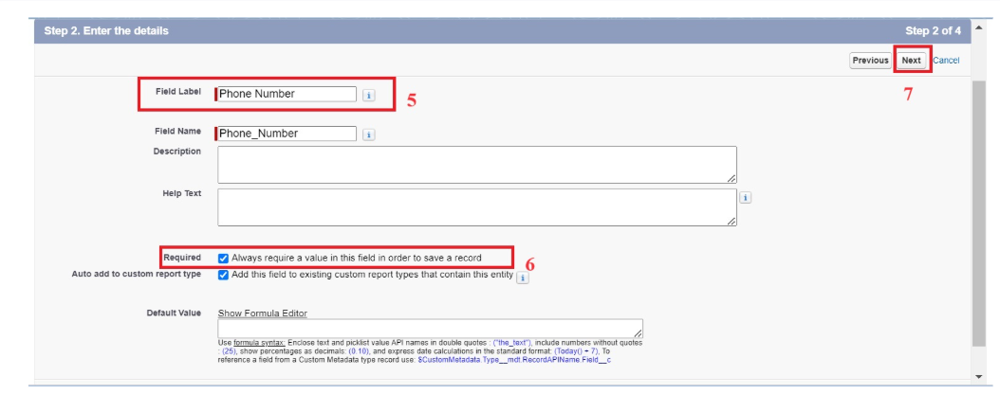 Step 2. Enter the details
Step 2 of 4
Previous Next Cancel
7
Field Label Phone Number i
5
Field Name Phone_Number i
Description
Help Text i
Required Always require a value in this field in order to save a record
6
Auto add to custom report type Add this field to existing custom report types that contain this entity i
Default Value Show Formula Editor
Use formula syntax: Enclose text and picklist value API names in double quotes : ("the_text"), include numbers without quotes
: (25), show percentages as decimals: (0.10), and express date calculations in the standard format: (Today() + 7), To
reference a field from a Custom Metadata type record use: $CustomMetadata.Type__mdt.RecordAPIName.Field__c